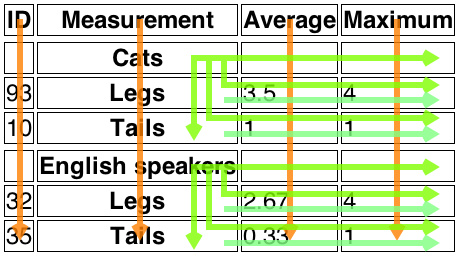 ID Measurement Average Maximum
Cats
93 Legs 3.5 4
10 Tails 1 1
English speakers
32 Legs 2.67 4
35 Tails 0.33 1